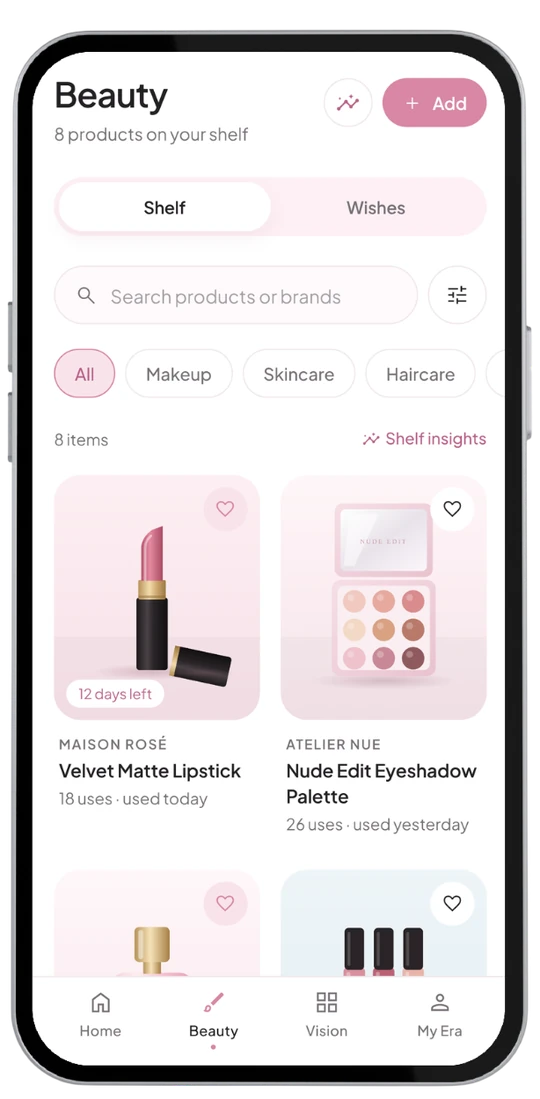 Beauty
+ Add
8 products on your shelf
Shelf
Wishes
Search products or brands
All
Makeup
Skincare
Haircare
8 items
Shelf insights
NUDE EDIT
12 days left
MAISON ROSÉ
Velvet Matte Lipstick
18 uses · used today
ATELIER NUE
Nude Edit Eyeshadow
Palette
26 uses · used yesterday
Home
Beauty
Vision
My Era